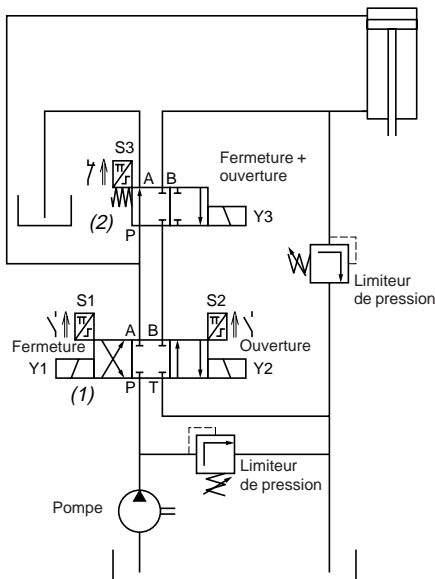 S3
A B
Fermeture +
ouverture
(2)
P
Y3
Limiteur
de pression
S1
S2
A B
Fermeture
Ouverture
Y1
Y2
(1)
P T
Limiteur
de pression
Pompe